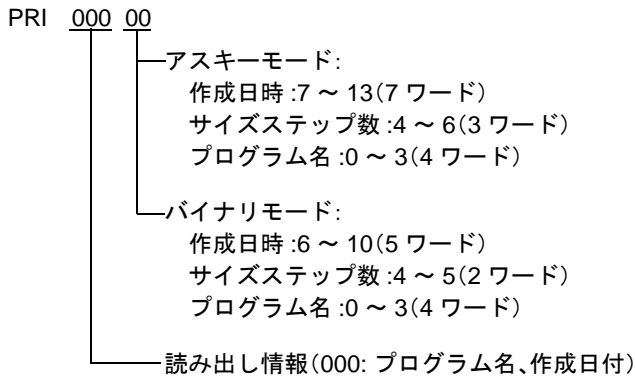 PRI 000 00
アスキーモード:
作成日時 :7 ～ 13(7 ワード)
サイズステップ数 :4 ～ 6(3 ワード)
プログラム名 :0 ～ 3(4 ワード)
バイナリモード:
作成日時 :6 ～ 10(5 ワード)
サイズステップ数 :4 ～ 5(2 ワード)
プログラム名 :0 ～ 3(4 ワード)
読み出し情報(000: プログラム名、作成日付)